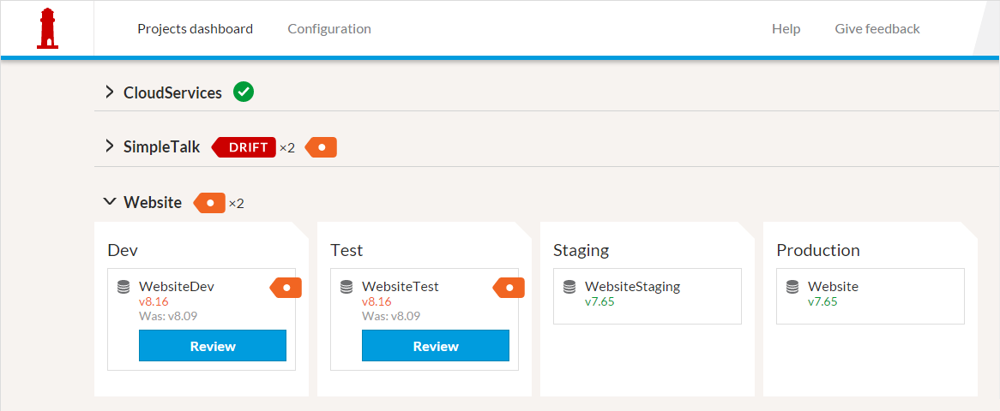 Projects dashboard Configuration Help Give feedback
CloudServices
SimpleTalk DRIFT ×2
Website ×2
Dev Test Staging Production
WebsiteDev WebsiteTest WebsiteStaging Website
v8.16 v8.16 v7.65 v7.65
Was: v8.09 Was: v8.09
Review Review